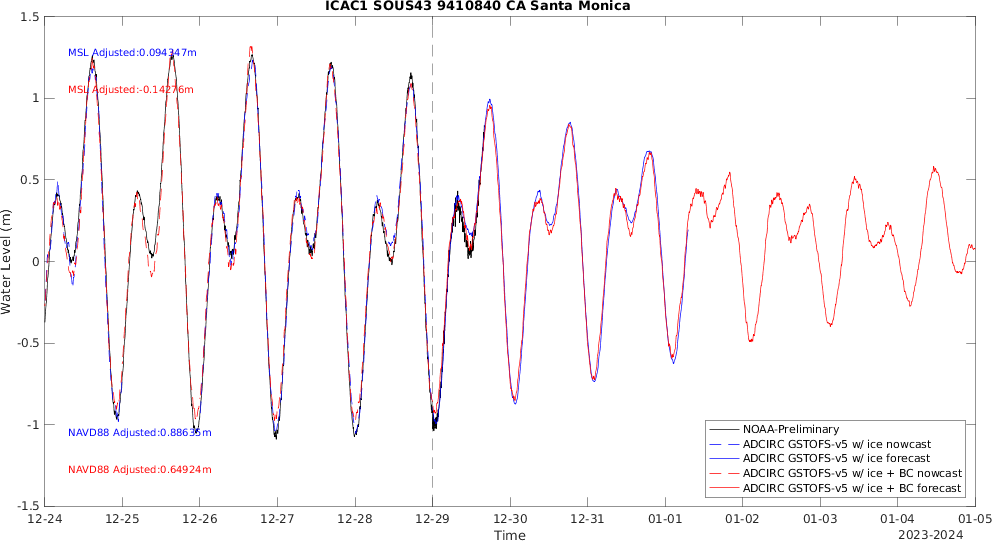 ICAC1 SOUS43 9410840 CA Santa Monica
1.5
MSL Adjusted:0.094347m
MSL Adjusted:-0.14276m
1
0.5
0
-0.5
-1
-1.5
Water Level (m)
NAVD88 Adjusted:0.88635m
NAVD88 Adjusted:0.64924m
NOAA-Preliminary
ADCIRC GSTOFS-v5 w/ ice nowcast
ADCIRC GSTOFS-v5 w/ ice forecast
ADCIRC GSTOFS-v5 w/ ice + BC nowcast
ADCIRC GSTOFS-v5 w/ ice + BC forecast
12-24 12-25 12-26 12-27 12-28 12-29 12-30 12-31 01-01 01-02 01-03 01-04 01-05
Time
2023-2024